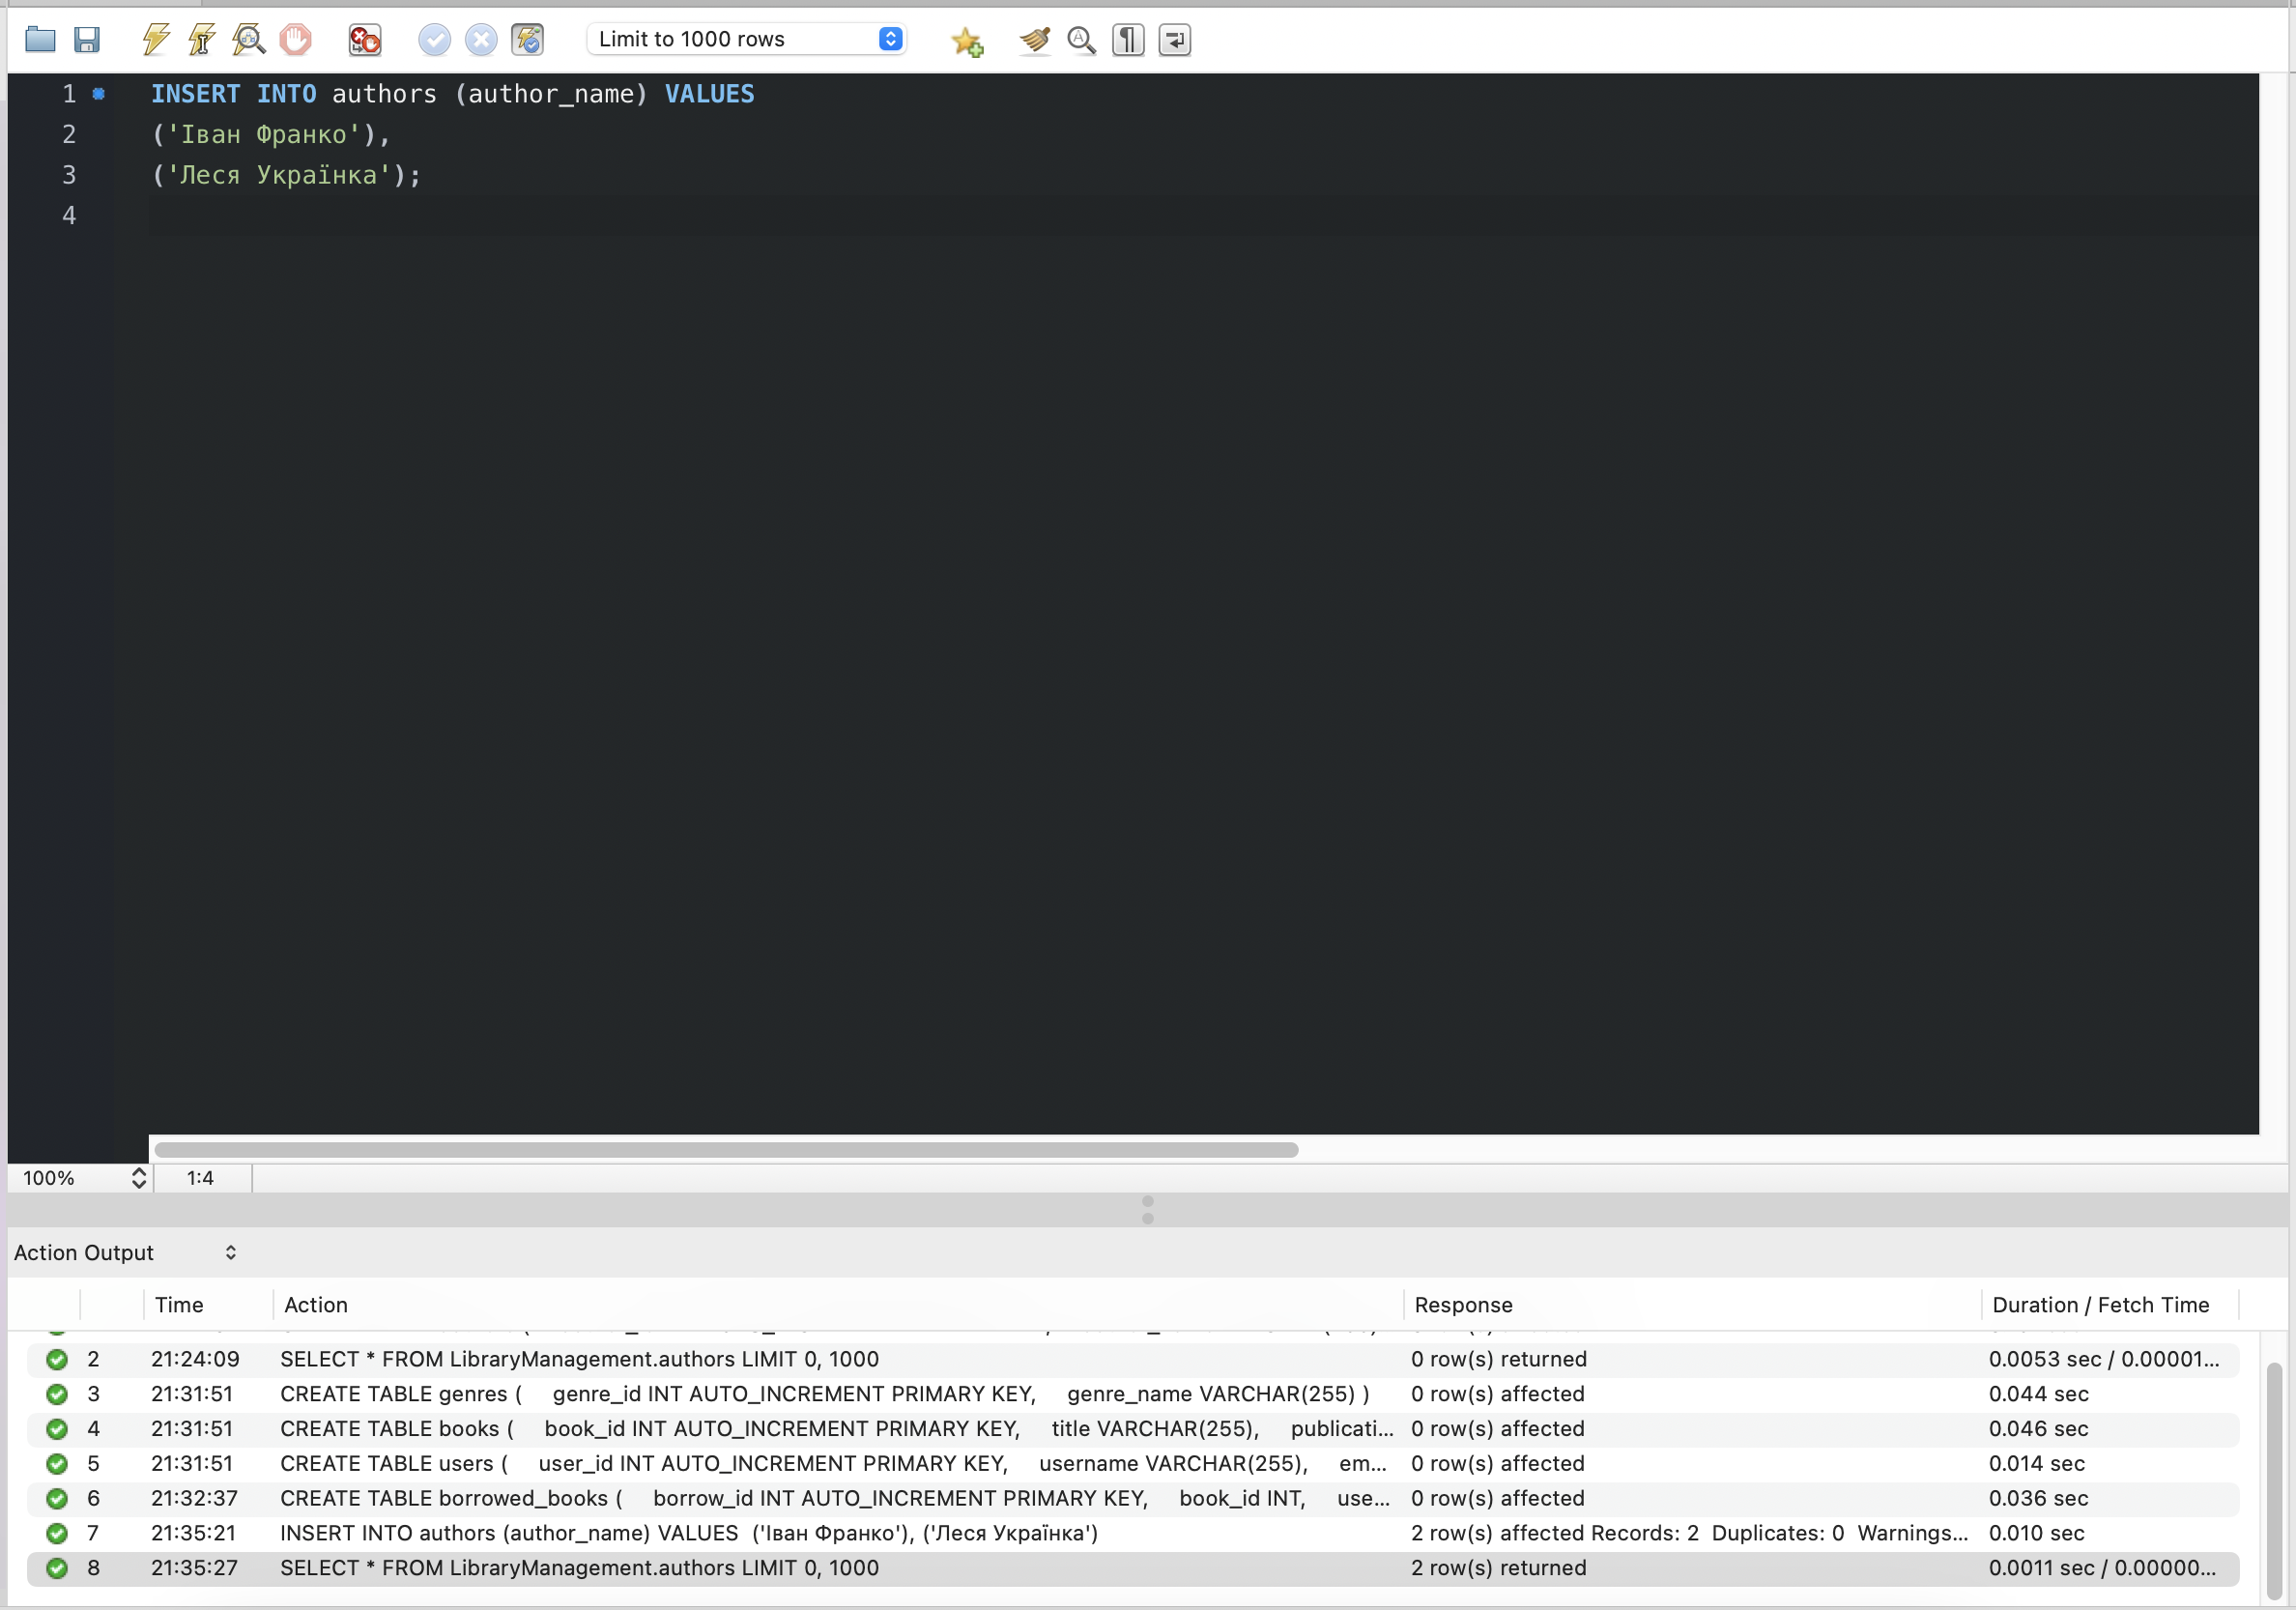 Limit to 1000 rows
1 INSERT INTO authors (author_name) VALUES
2 ('Іван Франко'),
3 ('Леся Українка');
4
100% 1:4
Action Output
Time Action Response Duration / Fetch Time
2 21:24:09 SELECT * FROM LibraryManagement.authors LIMIT 0, 1000 0 row(s) returned 0.0053 sec / 0.00001...
3 21:31:51 CREATE TABLE genres ( genre_id INT AUTO_INCREMENT PRIMARY KEY, genre_name VARCHAR(255) ) 0 row(s) affected 0.044 sec
4 21:31:51 CREATE TABLE books ( book_id INT AUTO_INCREMENT PRIMARY KEY, title VARCHAR(255), publicati... 0 row(s) affected 0.046 sec
5 21:31:51 CREATE TABLE users ( user_id INT AUTO_INCREMENT PRIMARY KEY, username VARCHAR(255), em... 0 row(s) affected 0.014 sec
6 21:32:37 CREATE TABLE borrowed_books ( borrow_id INT AUTO_INCREMENT PRIMARY KEY, book_id INT, use... 0 row(s) affected 0.036 sec
7 21:35:21 INSERT INTO authors (author_name) VALUES ('Іван Франко'), ('Леся Українка') 2 row(s) affected Records: 2 Duplicates: 0 Warnings... 0.010 sec
8 21:35:27 SELECT * FROM LibraryManagement.authors LIMIT 0, 1000 2 row(s) returned 0.0011 sec / 0.00000...